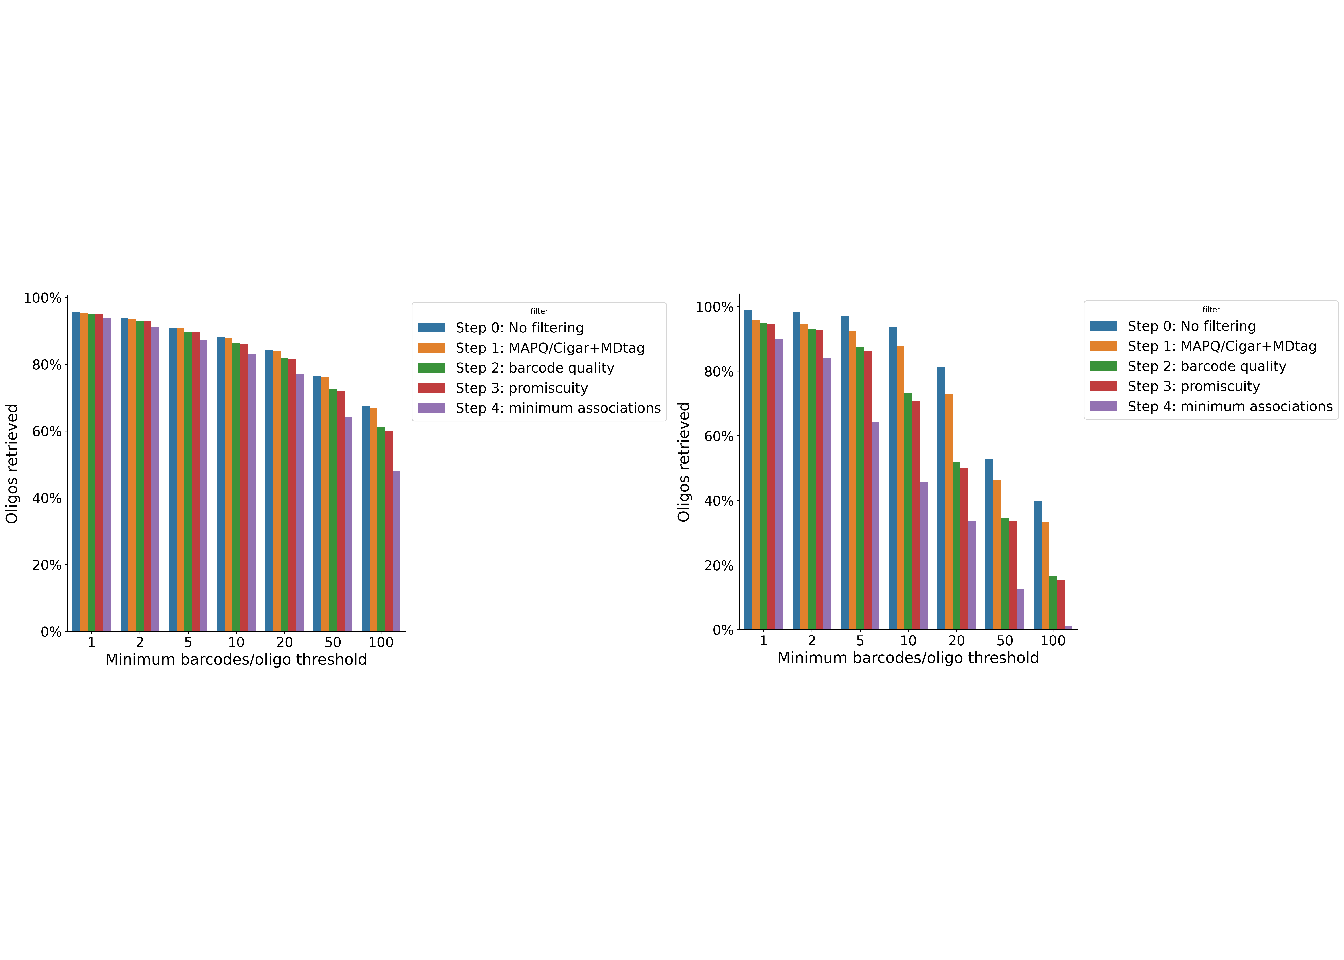 100%
80%
60%
40%
20%
0%
Oligos retrieved
1 2 5 10 20 50 100
Minimum barcodes/oligo threshold
filter
Step 0: No filtering
Step 1: MAPQ/Cigar+MDtag
Step 2: barcode quality
Step 3: promiscuity
Step 4: minimum associations
100%
80%
60%
40%
20%
0%
Oligos retrieved
1 2 5 10 20 50 100
Minimum barcodes/oligo threshold
filter
Step 0: No filtering
Step 1: MAPQ/Cigar+MDtag
Step 2: barcode quality
Step 3: promiscuity
Step 4: minimum associations